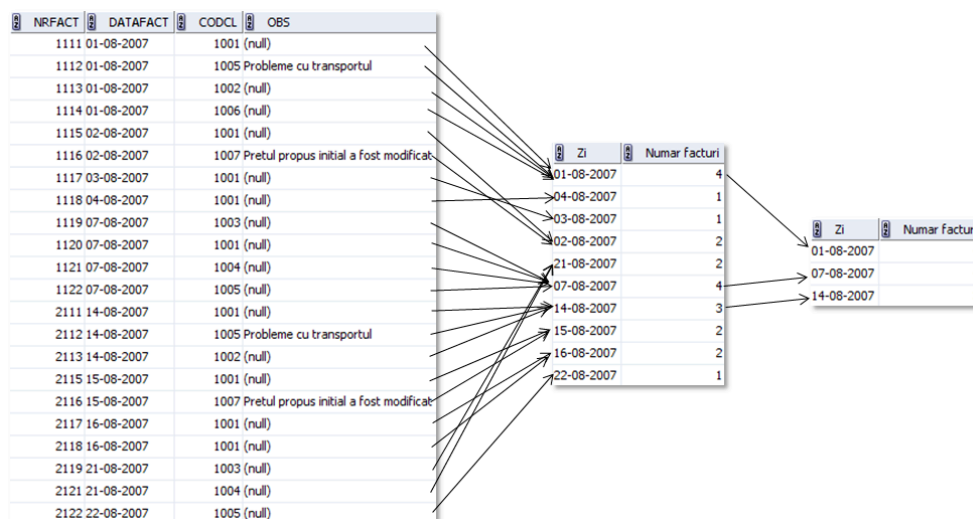 NRFACT DATAFACT CODCL OBS
1111 01-08-2007 1001 (null)
1112 01-08-2007 1005 Probleme cu transportul
1113 01-08-2007 1002 (null)
1114 01-08-2007 1006 (null)
1115 02-08-2007 1001 (null)
1116 02-08-2007 1007 Pretul propus initial a fost modificat
1117 03-08-2007 1001 (null)
1118 04-08-2007 1001 (null)
1119 07-08-2007 1003 (null)
1120 07-08-2007 1001 (null)
1121 07-08-2007 1004 (null)
1122 07-08-2007 1005 (null)
2111 14-08-2007 1001 (null)
2112 14-08-2007 1005 Probleme cu transportul
2113 14-08-2007 1002 (null)
2115 15-08-2007 1001 (null)
2116 15-08-2007 1007 Pretul propus initial a fost modificat
2117 16-08-2007 1001 (null)
2118 16-08-2007 1001 (null)
2119 21-08-2007 1003 (null)
2121 21-08-2007 1004 (null)
2122 22-08-2007 1005 (null)
Zi Numar facturi
01-08-2007 4
04-08-2007 1
03-08-2007 1
02-08-2007 2
21-08-2007 2
07-08-2007 4
14-08-2007 3
15-08-2007 2
16-08-2007 2
22-08-2007 1
Zi Numar factur
01-08-2007
07-08-2007
14-08-2007